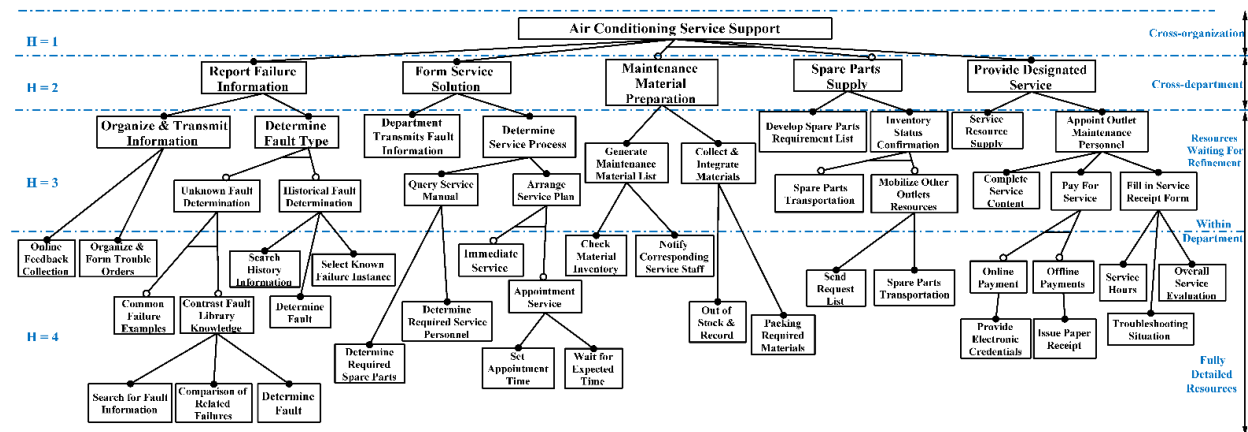 Air Conditioning Service Support
H = 1
Cross-organization
Report Failure
Information
Form Service
Solution
Maintenance
Material
Preparation
Spare Parts
Supply
Provide Designated
Service
H = 2
Cross-department
Organize & Transmit
Information
Determine
Fault Type
Department
Transmits Fault
Information
Determine
Service Process
Generate
Maintenance
Material List
Collect &
Integrate
Materials
Develop Spare Parts
Requirement List
Inventory
Status
Confirmation
Service
Resource
Supply
Appoint Outlet
Maintenance
Personnel
Resources
Waiting For
Refinement
H = 3
Unknown Fault
Determination
Historical Fault
Determination
Query Service
Manual
Arrange
Service Plan
Spare Parts
Transportation
Mobilize Other
Outlets
Resources
Complete
Service
Content
Pay For
Service
Fill in Service
Receipt Form
Within
Department
Online
Feedback
Collection
Organize &
Form Trouble
Orders
Search
History
Information
Select Known
Failure Instance
Immediate
Service
Check
Material
Inventory
Notify
Corresponding
Service Staff
Send
Request
List
Spare Parts
Transportation
Online
Payment
Offline
Payments
Service
Hours
Overall
Service
Evaluation
Common
Failure
Examples
Contrast Fault
Library
Knowledge
Determine
Fault
Determine
Required Service
Personnel
Appointment
Service
Out of
Stock &
Record
Packing
Required
Materials
Provide
Electronic
Credentials
Issue Paper
Receipt
Troubleshooting
Situation
H = 4
Determine
Required
Spare Parts
Set
Appointment
Time
Wait for
Expected
Time
Search for Fault
Information
Comparison of
Related
Failures
Determine
Fault
Fully
Detailed
Resources